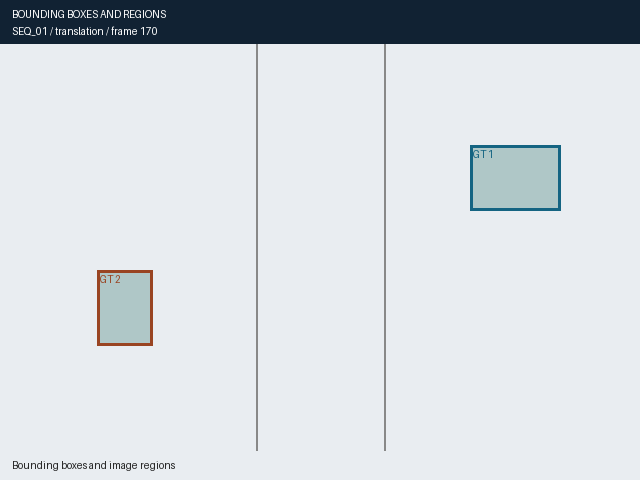 BOUNDING BOXES AND REGIONS
SEQ_01 / translation / frame 170
GT1
GT2
Bounding boxes and image regions